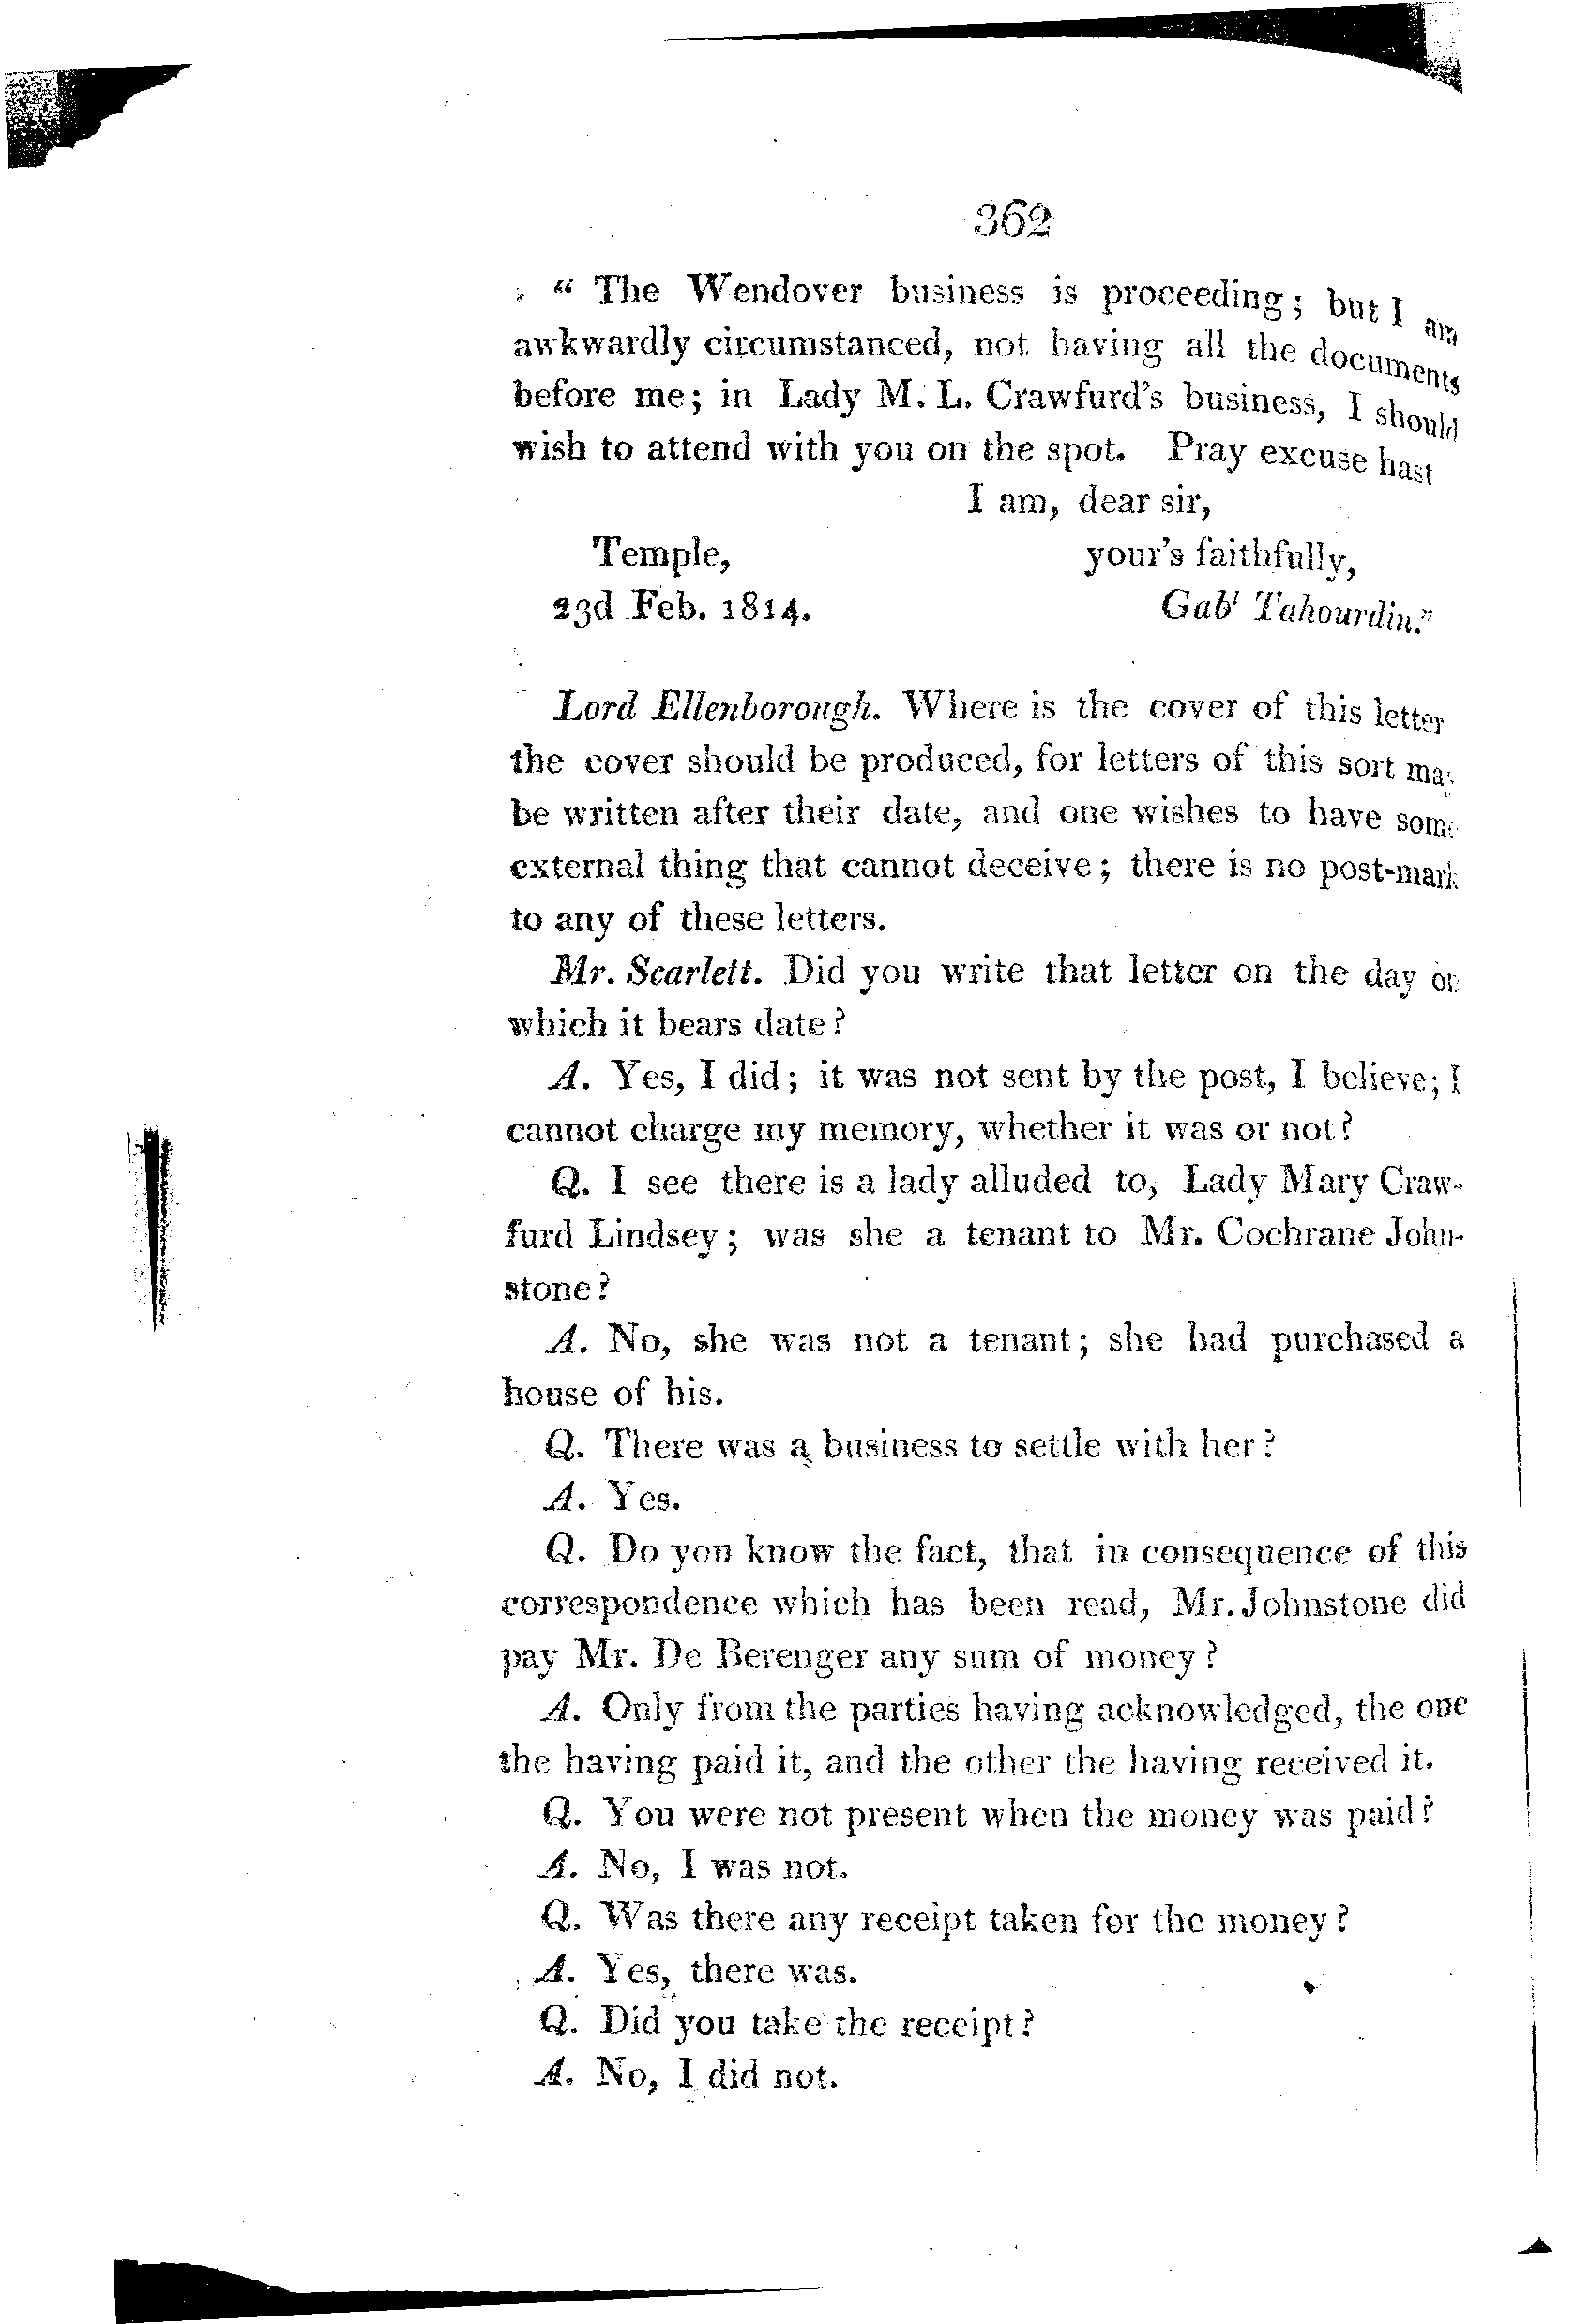 362
“ The Wendover business is proceeding; but I am
awkwardly circumstanced, not having all the documents
before me; in Lady M. L. Crawfurd's business, I should
wish to attend with you on the spot. Pray excuse hast
I am, dear sir,
Temple, your's faithfully,
23d Feb. 1814. Gab^l Tahourdin.”
Lord Ellenborough. Where is the cover of this letter
the cover should be produced, for letters of this sort may
be written after their date, and one wishes to have some
external thing that cannot deceive; there is no post-mark
to any of these letters.
Mr. Scarlett. Did you write that letter on the day on
which it bears date?
A. Yes, I did; it was not sent by the post, I believe; I
cannot charge my memory, whether it was or not?
Q. I see there is a lady alluded to, Lady Mary Craw-
furd Lindsey; was she a tenant to Mr. Cochrane John-
stone?
A. No, she was not a tenant; she had purchased a
house of his.
Q. There was a business to settle with her?
A. Yes.
Q. Do you know the fact, that in consequence of this
correspondence which has been read, Mr. Johnstone did
pay Mr. De Berenger any sum of money?
A. Only from the parties having acknowledged, the one
the having paid it, and the other the having received it.
Q. You were not present when the money was paid?
A. No, I was not.
Q. Was there any receipt taken for the money?
A. Yes, there was.
Q. Did you take the receipt?
A. No, I did not.